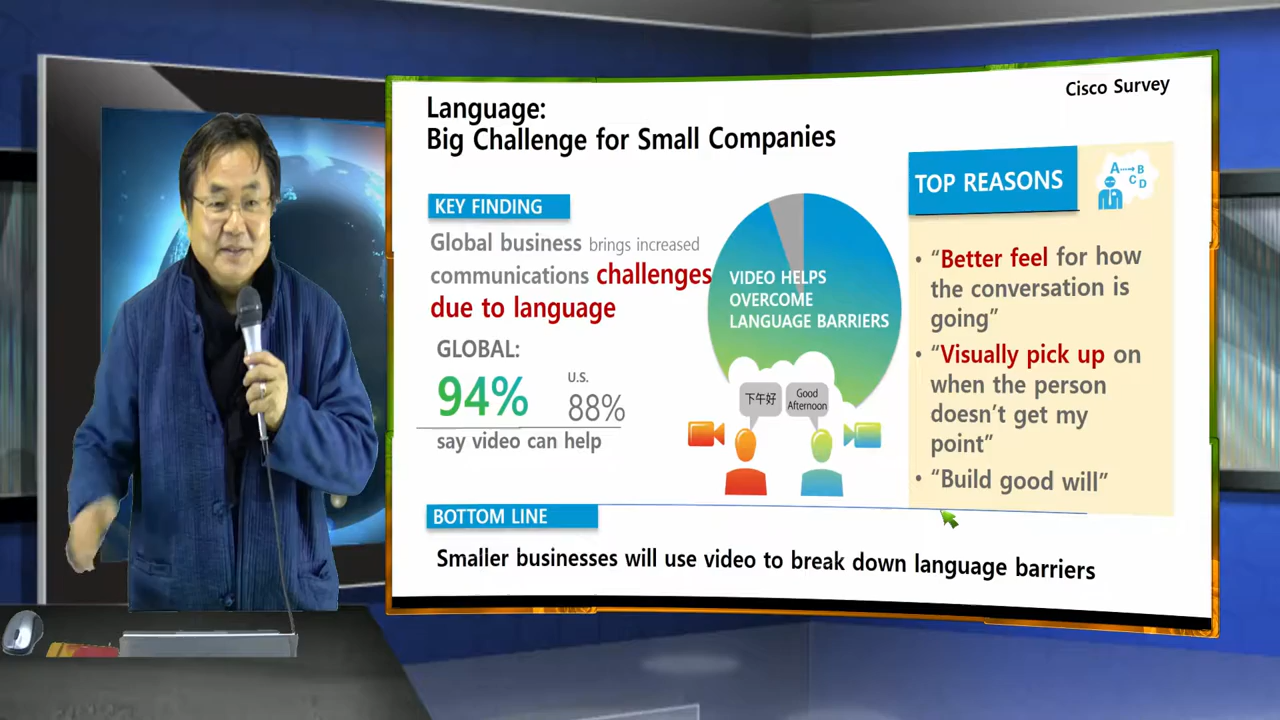 Cisco Survey
Language:
Big Challenge for Small Companies
KEY FINDING
Global business brings increased
communications challenges
due to language
GLOBAL:
94%
U.S.
88%
say video can help
VIDEO HELPS
OVERCOME
LANGUAGE BARRIERS
下午好
Good
Afternoon
TOP REASONS
A B
C D
• “Better feel for how
the conversation is
going”
• “Visually pick up on
when the person
doesn’t get my
point”
• “Build good will”
BOTTOM LINE
Smaller businesses will use video to break down language barriers